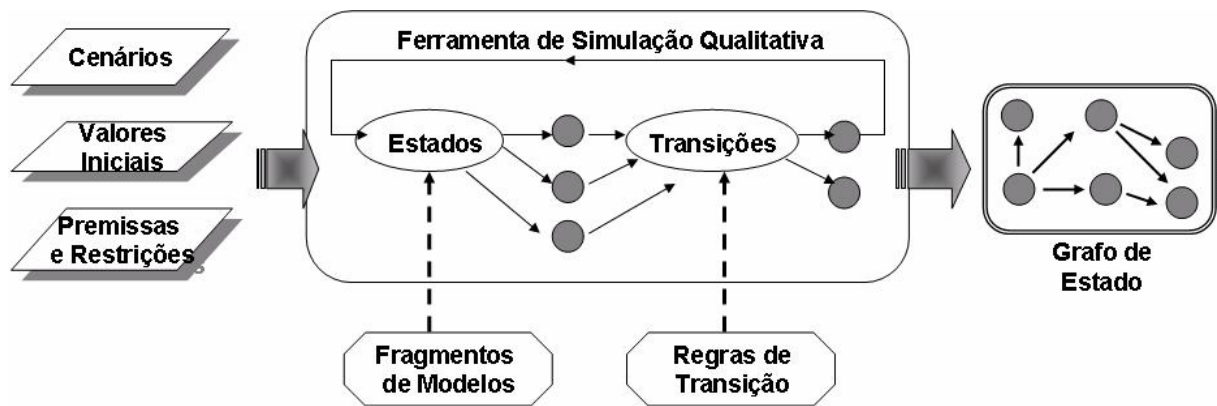 Ferramenta de Simulação Qualitativa
Cenários
Valores
Iniciais
Premissas
e Restrições
Estados
Transições
Grafo de
Estado
Fragmentos
de Modelos
Regras de
Transição